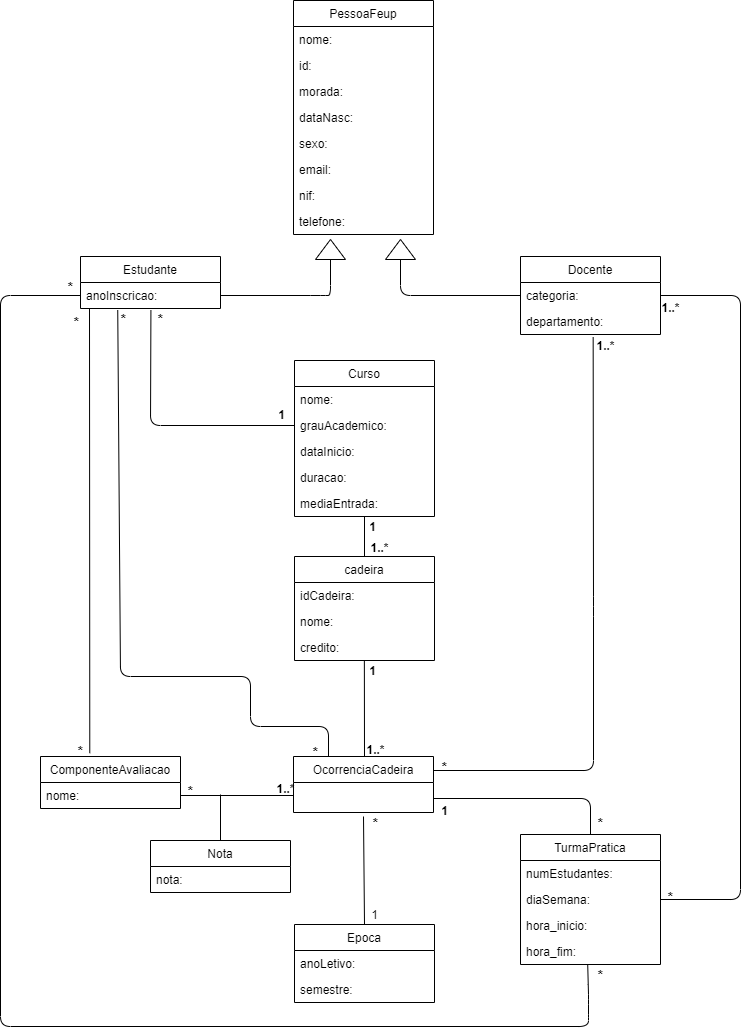 PessoaFeup
nome:
id:
morada:
dataNasc:
sexo:
email:
nif:
telefone:
Estudante
anoInscricao:
*
*
*
*
Docente
categoria:
departamento:
1..*
1..*
Curso
nome:
grauAcademico
dataInicio:
duracao:
mediaEntrada:
1
1
1..*
cadeira
idCadeira:
nome:
credito:
1
1..*
*
*
*
ComponenteAvaliacao
nome:
*
1..*
OcorrenciaCadeira
*
1
Nota
nota:
*
TurmaPratica
numEstudantes:
diaSemana:
hora_inicio:
hora_fim:
*
*
1
Epoca
anoLetivo:
semestre: